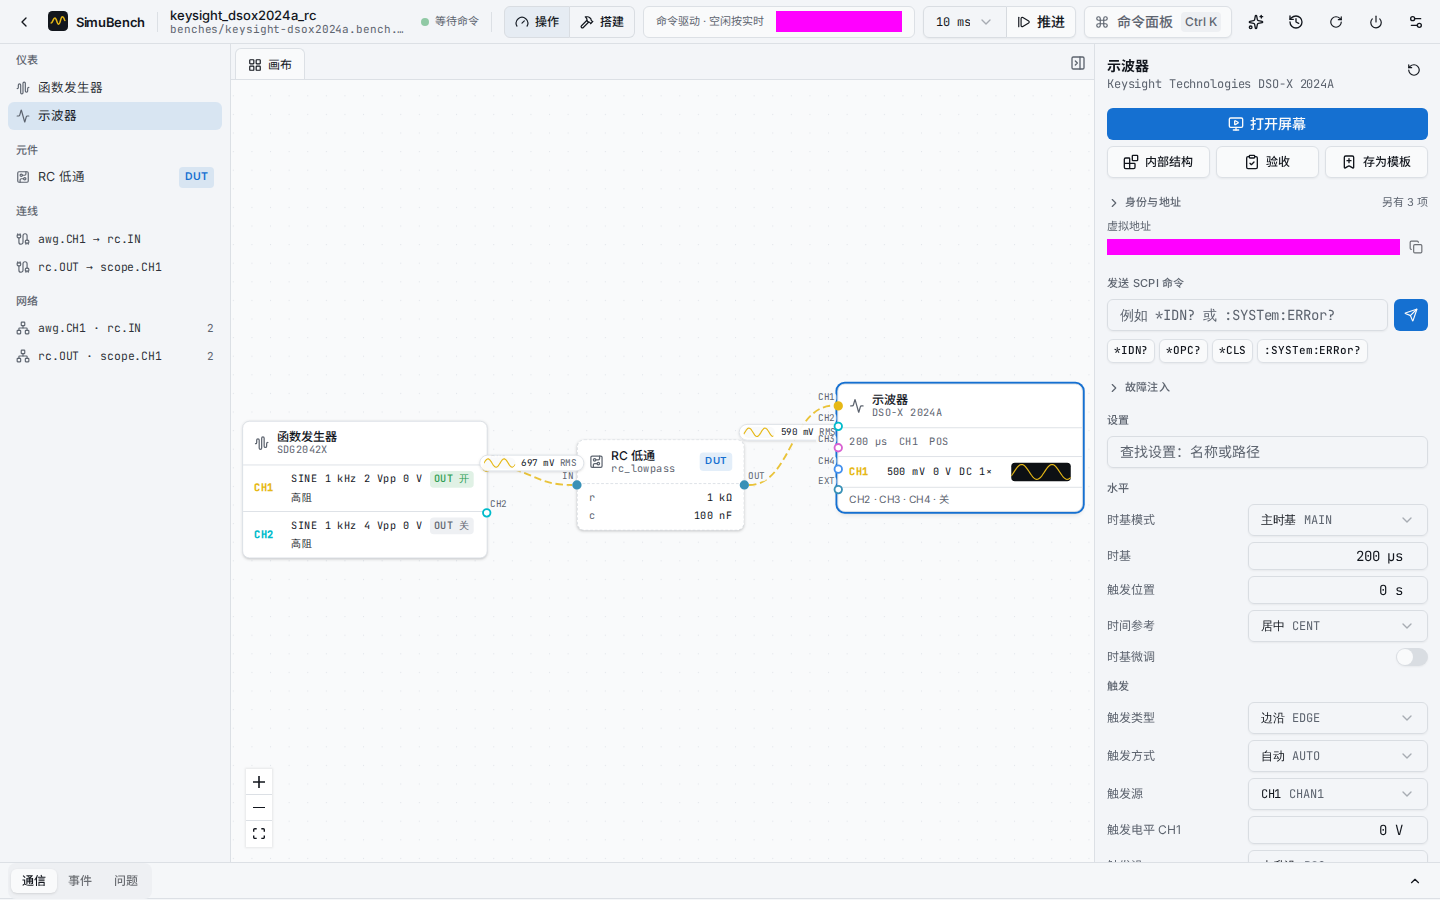 SimuBench
keysight_dsox2024a_rc
benches/keysight-dsox2024a.bench.…
等待命令
操作
搭建
命令驱动 · 空闲按实时
10 ms
推进
命令面板
Ctrl K
仪表
函数发生器
示波器
元件
RC 低通
DUT
连线
awg.CH1 → rc.IN
rc.OUT → scope.CH1
网络
awg.CH1 · rc.IN
2
rc.OUT · scope.CH1
2
画布
函数发生器
SDG2042X
CH1
SINE 1 kHz 2 Vpp 0 V
OUT 开
高阻
CH2
SINE 1 kHz 4 Vpp 0 V
OUT 关
高阻
CH2
697 mV RMS
IN
RC 低通
rc_lowpass
DUT
r
1 kΩ
c
100 nF
OUT
590 mV RMS
CH1
CH2
CH3
CH4
EXT
示波器
DSO-X 2024A
200 µs CH1 POS
CH1
500 mV 0 V DC 1×
CH2 · CH3 · CH4 · 关
示波器
Keysight Technologies DSO-X 2024A
打开屏幕
内部结构
验收
存为模板
身份与地址
另有 3 项
虚拟地址
发送 SCPI 命令
例如 *IDN? 或 :SYSTem:ERRor?
*IDN?
*OPC?
*CLS
:SYSTem:ERRor?
故障注入
设置
查找设置：名称或路径
水平
时基模式
主时基 MAIN
时基
200 µs
触发位置
0 s
时间参考
居中 CENT
时基微调
触发
触发类型
边沿 EDGE
触发方式
自动 AUTO
触发源
CH1 CHAN1
触发电平 CH1
0 V
通信
事件
问题